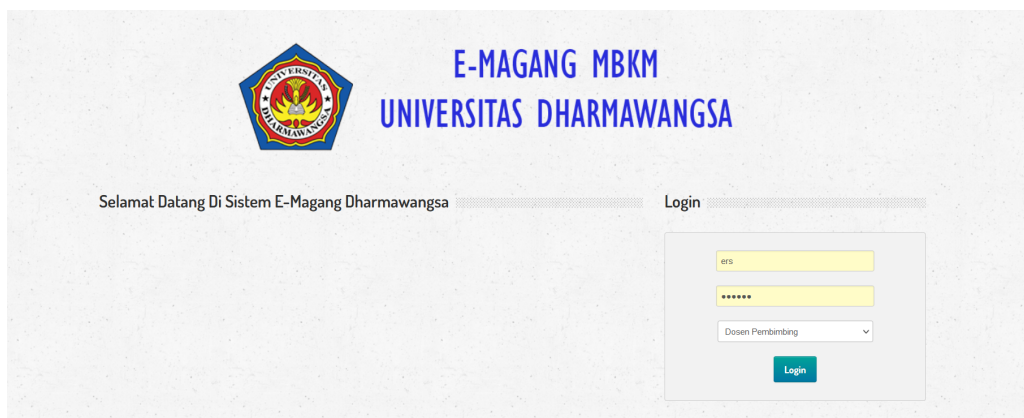 UNIVERSITAS
DHARMAWANGSA
E-MAGANG MBKM
UNIVERSITAS DHARMAWANGSA
Selamat Datang Di Sistem E-Magang Dharmawangsa
Login
ers
••••••
Dosen Pembimbing
Login